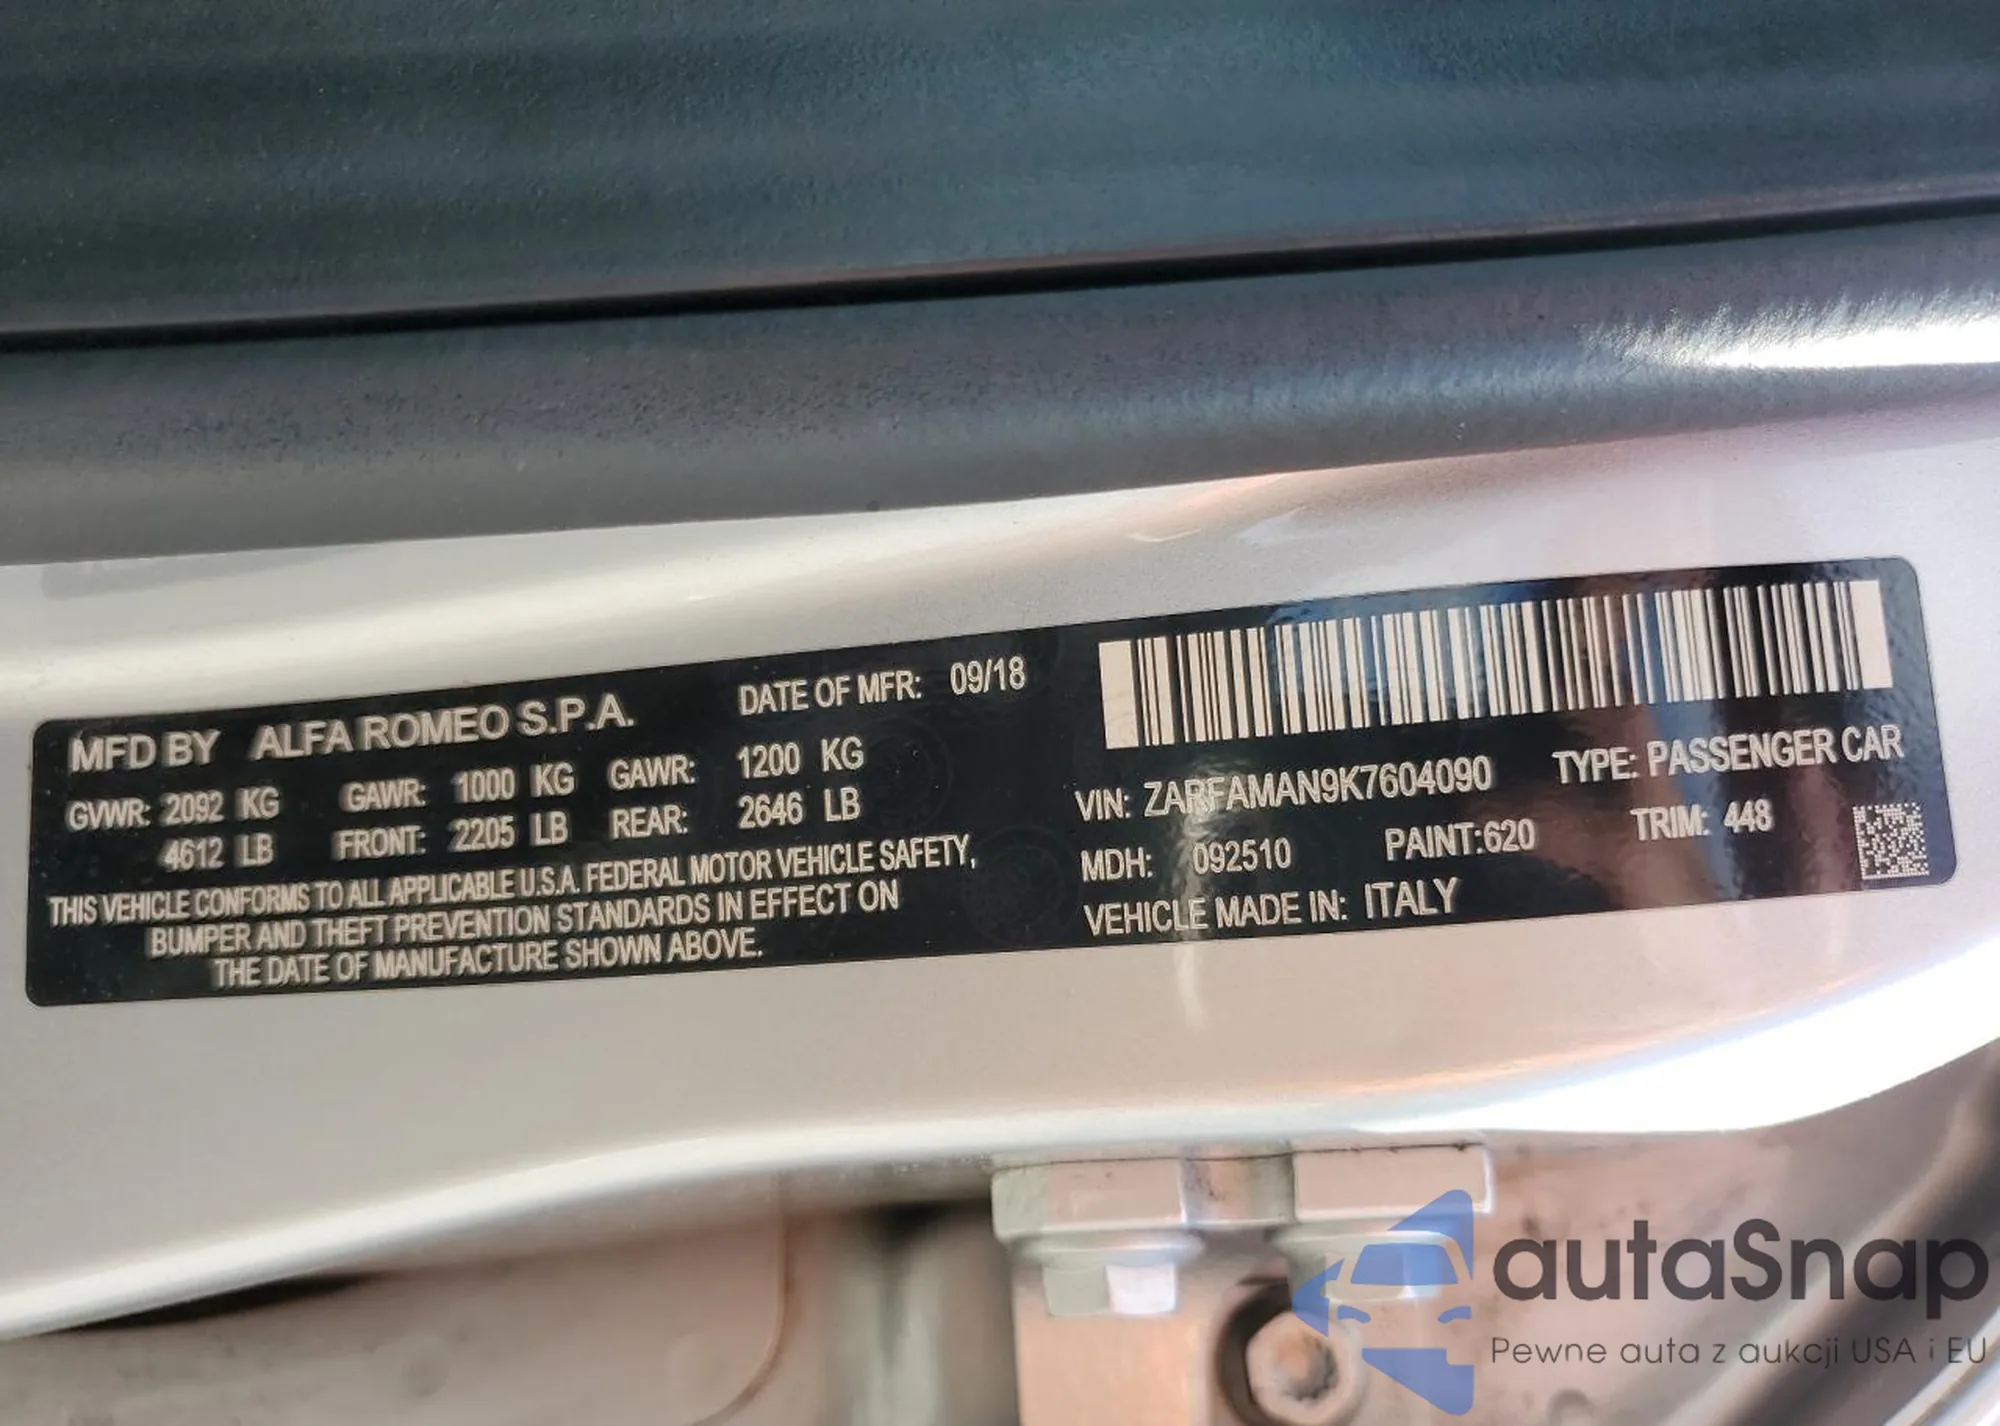 MFD BY ALFA ROMEO S.P.A. DATE OF MFR: 09/18
GVWR: 2092 KG GAWR: 1000 KG GAWR: 1200 KG
4612 LB FRONT: 2205 LB REAR: 2646 LB
THIS VEHICLE CONFORMS TO ALL APPLICABLE U.S.A. FEDERAL MOTOR VEHICLE SAFETY,
BUMPER AND THEFT PREVENTION STANDARDS IN EFFECT ON
THE DATE OF MANUFACTURE SHOWN ABOVE.
VIN: ZARFAMAN9K7604090 TYPE: PASSENGER CAR
MDH: 092510 PAINT:620 TRIM: 448
VEHICLE MADE IN: ITALY
autaSnap
Pewne auta z aukcji USA i EU